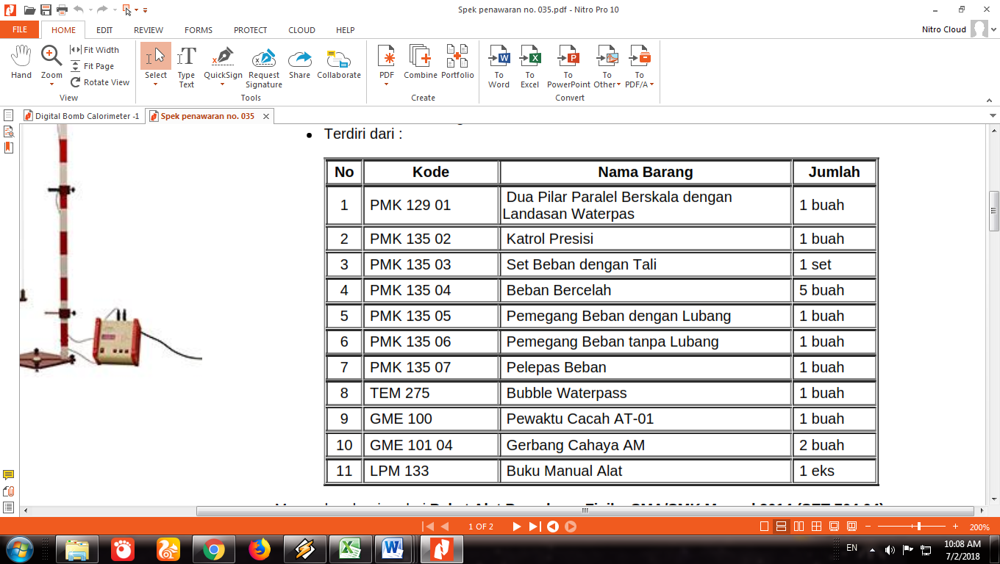 Spek penawaran no. 035.pdf - Nitro Pro 10
FILE HOME EDIT REVIEW FORMS PROTECT CLOUD HELP Nitro Cloud
Hand
Zoom
Fit Width
Fit Page
Rotate View
View
Select
Type
Text
QuickSign
Request
Signature
Share
Collaborate
Tools
PDF
Combine
Portfolio
Create
To
Word
To
Excel
To
PowerPoint
To
Other
To
PDF/A
Convert
Digital Bomb Calorimeter -1 Spek penawaran no. 035
• Terdiri dari :
No Kode Nama Barang Jumlah
1 PMK 129 01 Dua Pilar Paralel Berskala dengan
Landasan Waterpas 1 buah
2 PMK 135 02 Katrol Presisi 1 buah
3 PMK 135 03 Set Beban dengan Tali 1 set
4 PMK 135 04 Beban Bercelah 5 buah
5 PMK 135 05 Pemegang Beban dengan Lubang 1 buah
6 PMK 135 06 Pemegang Beban tanpa Lubang 1 buah
7 PMK 135 07 Pelepas Beban 1 buah
8 TEM 275 Bubble Waterpass 1 buah
9 GME 100 Pewaktu Cacah AT-01 1 buah
10 GME 101 04 Gerbang Cahaya AM 2 buah
11 LPM 133 Buku Manual Alat 1 eks
1 OF 2
200%
EN
10:08 AM
7/2/2018